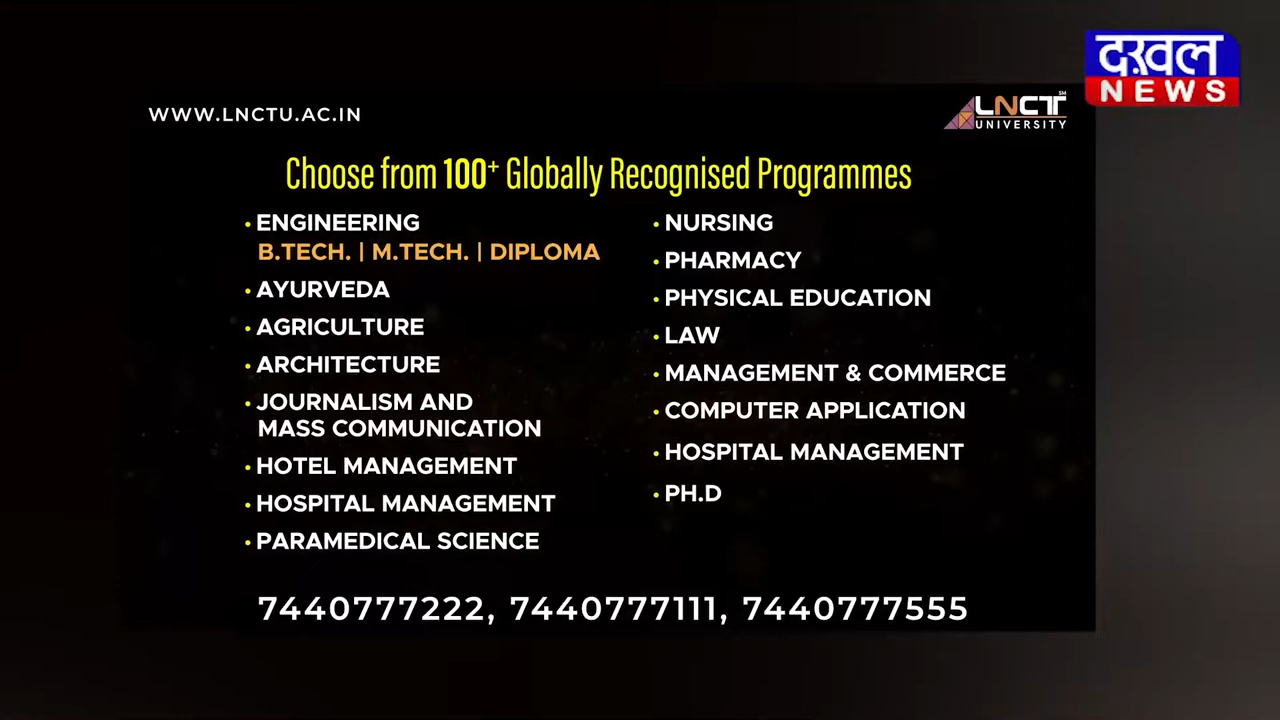 दख़ल
NEWS
WWW.LNCTU.AC.IN
LNCT SM
UNIVERSITY
Choose from 100+ Globally Recognised Programmes
• ENGINEERING
B.TECH. | M.TECH. | DIPLOMA
• AYURVEDA
• AGRICULTURE
• ARCHITECTURE
• JOURNALISM AND
MASS COMMUNICATION
• HOTEL MANAGEMENT
• HOSPITAL MANAGEMENT
• PARAMEDICAL SCIENCE
• NURSING
• PHARMACY
• PHYSICAL EDUCATION
• LAW
• MANAGEMENT & COMMERCE
• COMPUTER APPLICATION
• HOSPITAL MANAGEMENT
• PH.D
7440777222, 7440777111, 7440777555